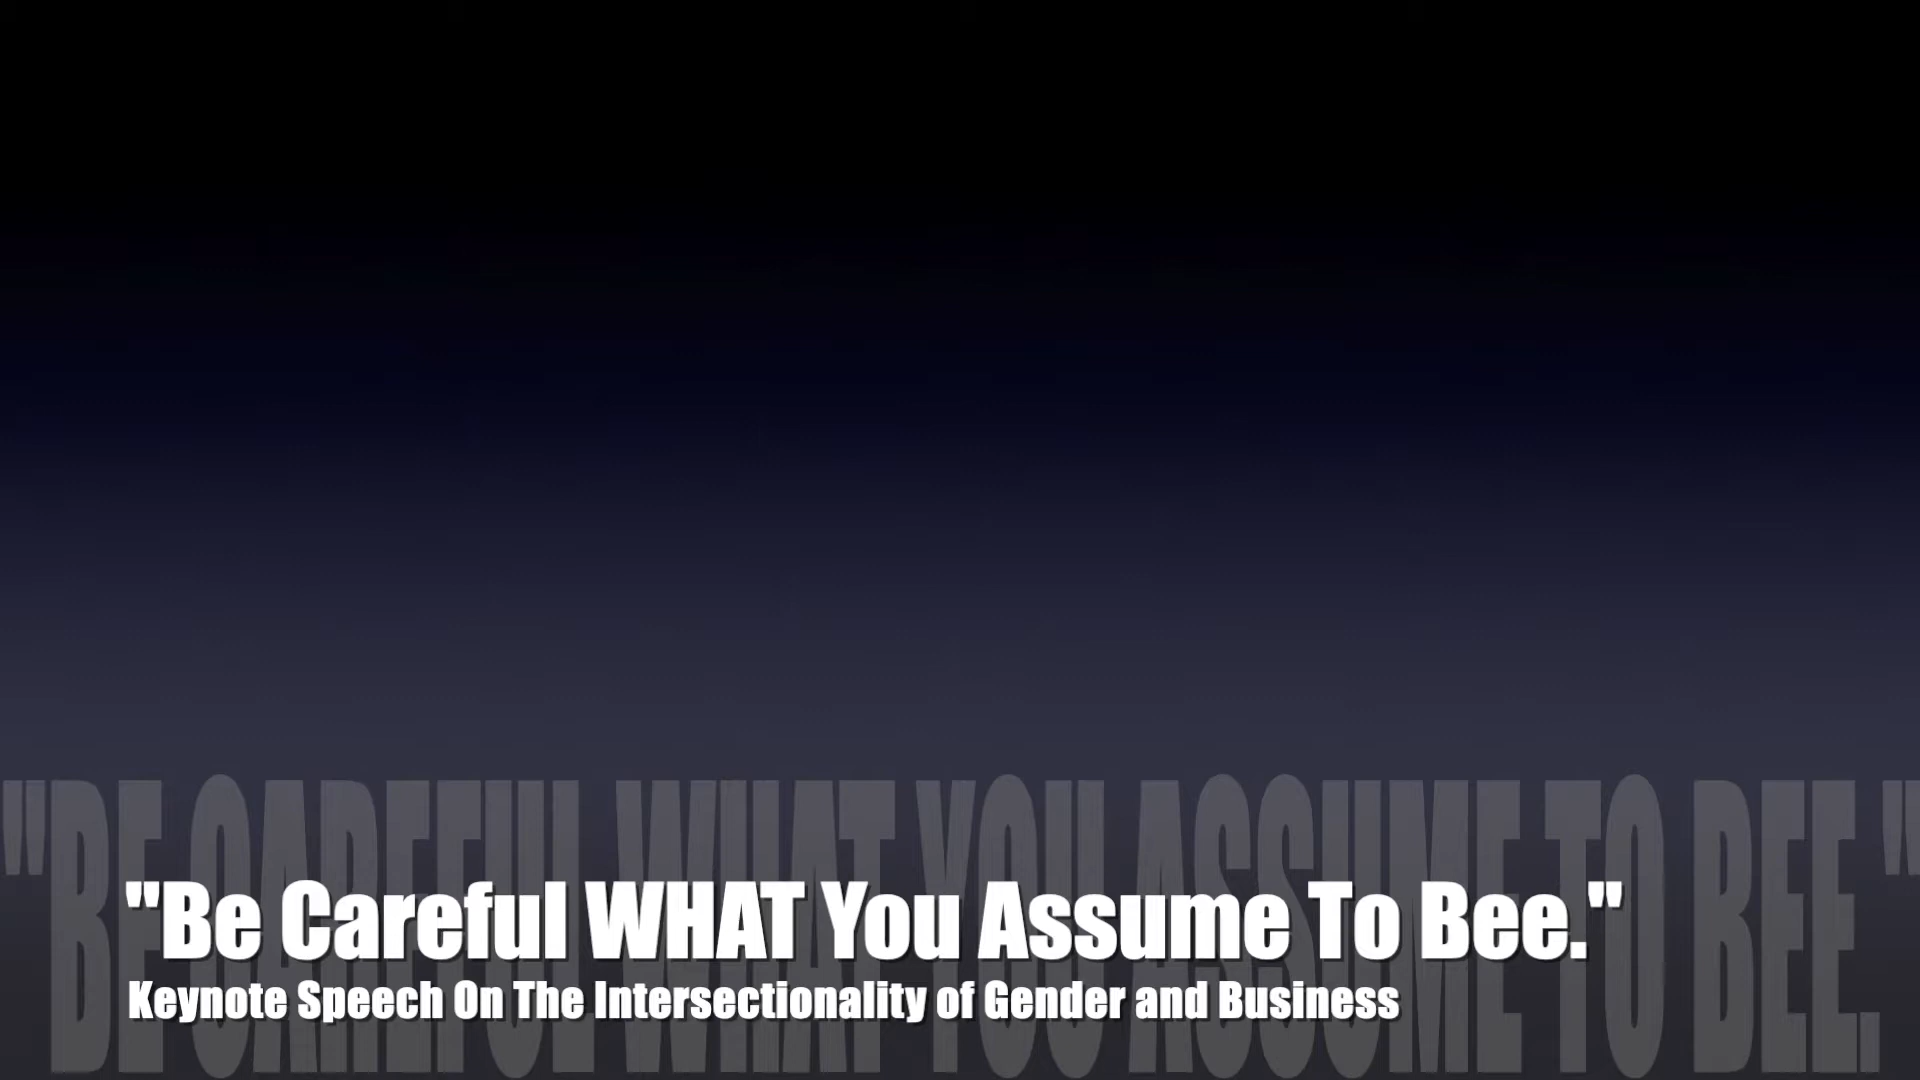 "BE CAREFUL WHAT YOU ASSUME TO BEE."
"Be Careful WHAT You Assume To Bee."
Keynote Speech On The Intersectionality of Gender and Business